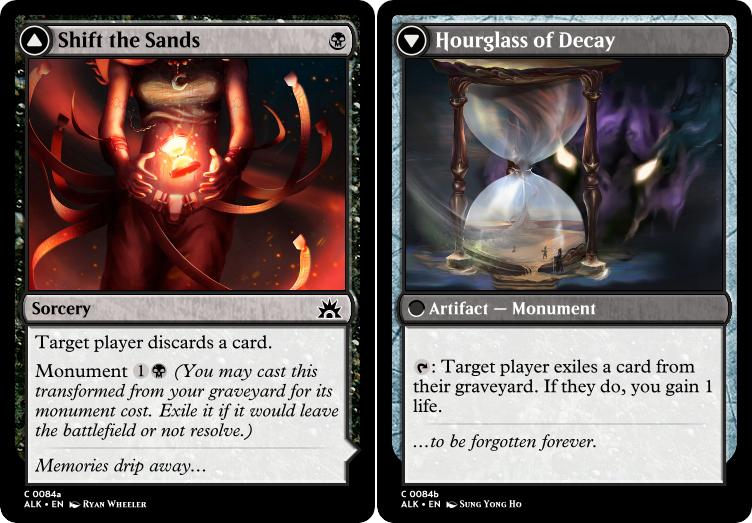 Shift the Sands
Sorcery
Target player discards a card.
Monument 1 (You may cast this
transformed from your graveyard for its
monument cost. Exile it if it would leave
the battlefield or not resolve.)
Memories drip away…
C 0084a
ALK • EN Ryan Wheeler
Hourglass of Decay
Artifact — Monument
: Target player exiles a card from
their graveyard. If they do, you gain 1
life.
…to be forgotten forever.
C 0084b
ALK • EN Sung Yong Ho